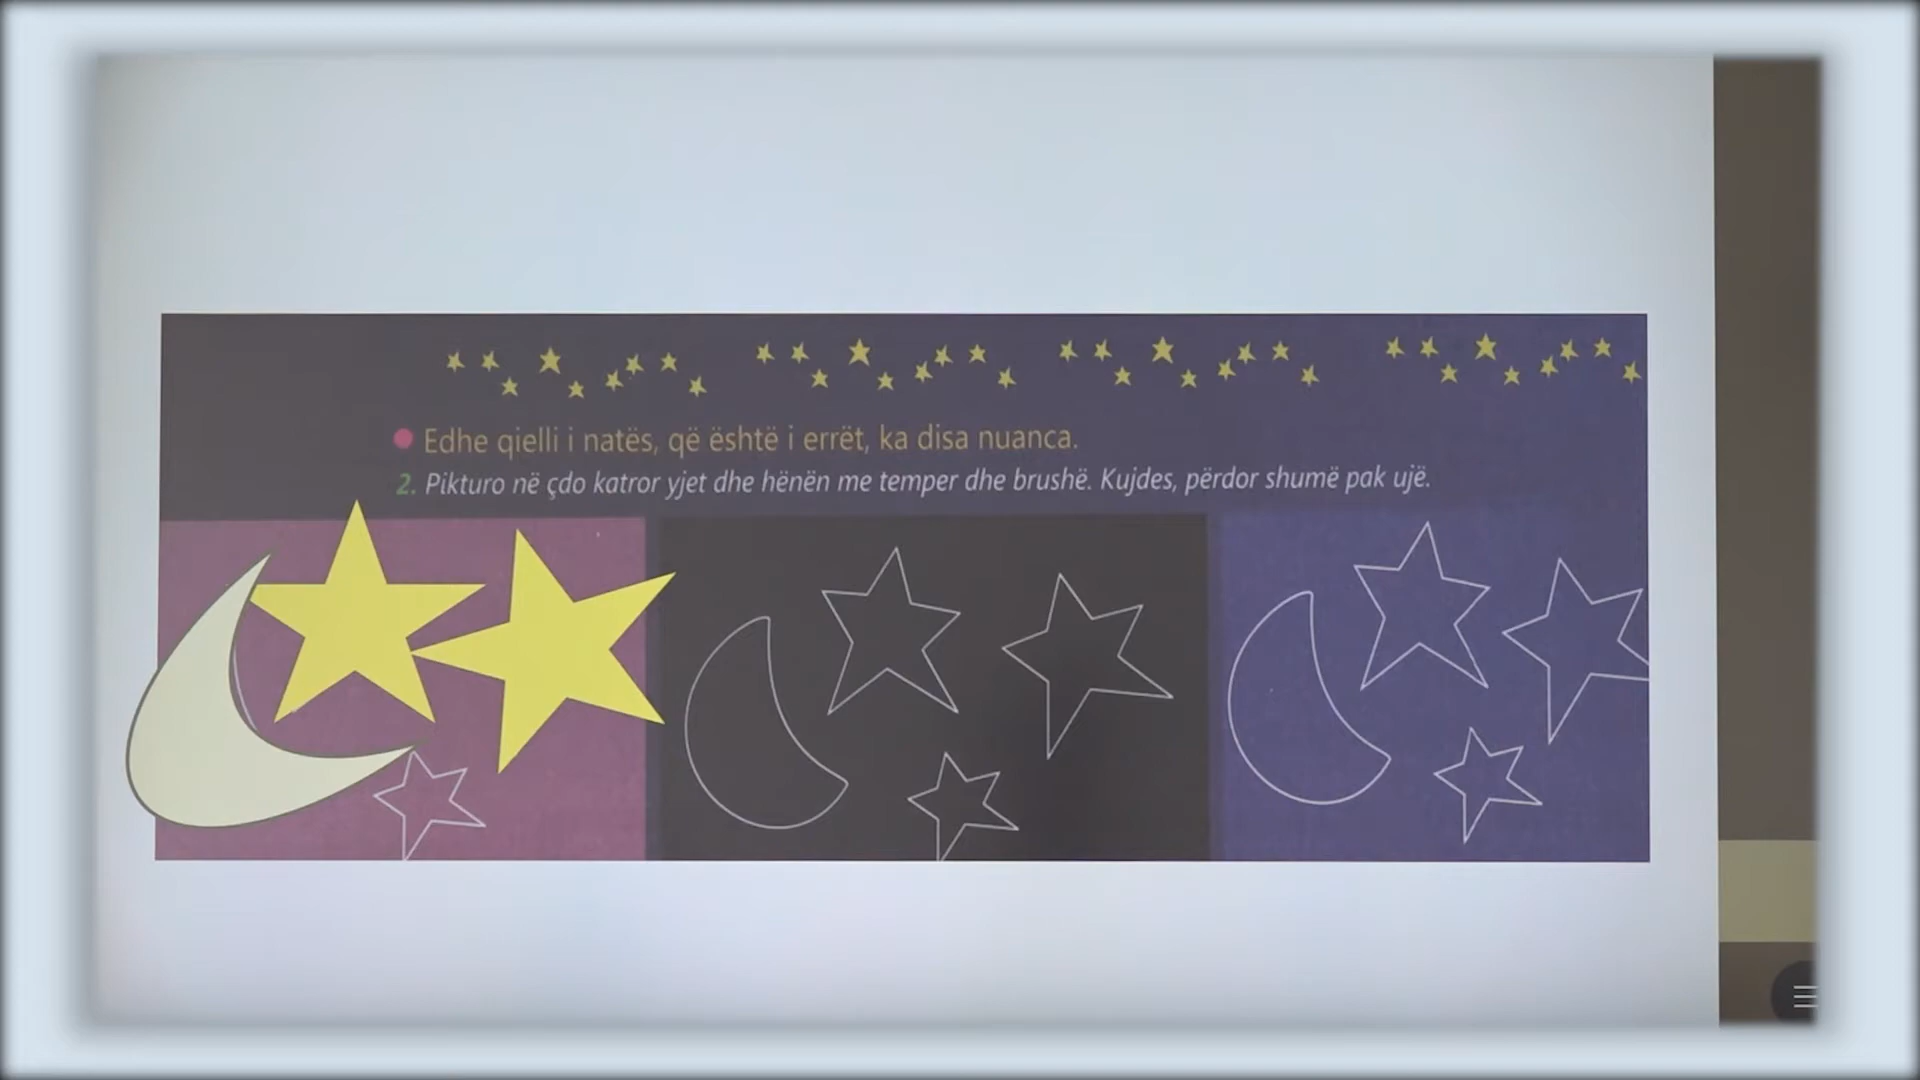 Edhe qielli i natës, që është i errët, ka disa nuanca.
2. Pikturo në çdo katror yjet dhe hënën me temper dhe brushë. Kujdes, përdor shumë pak ujë.